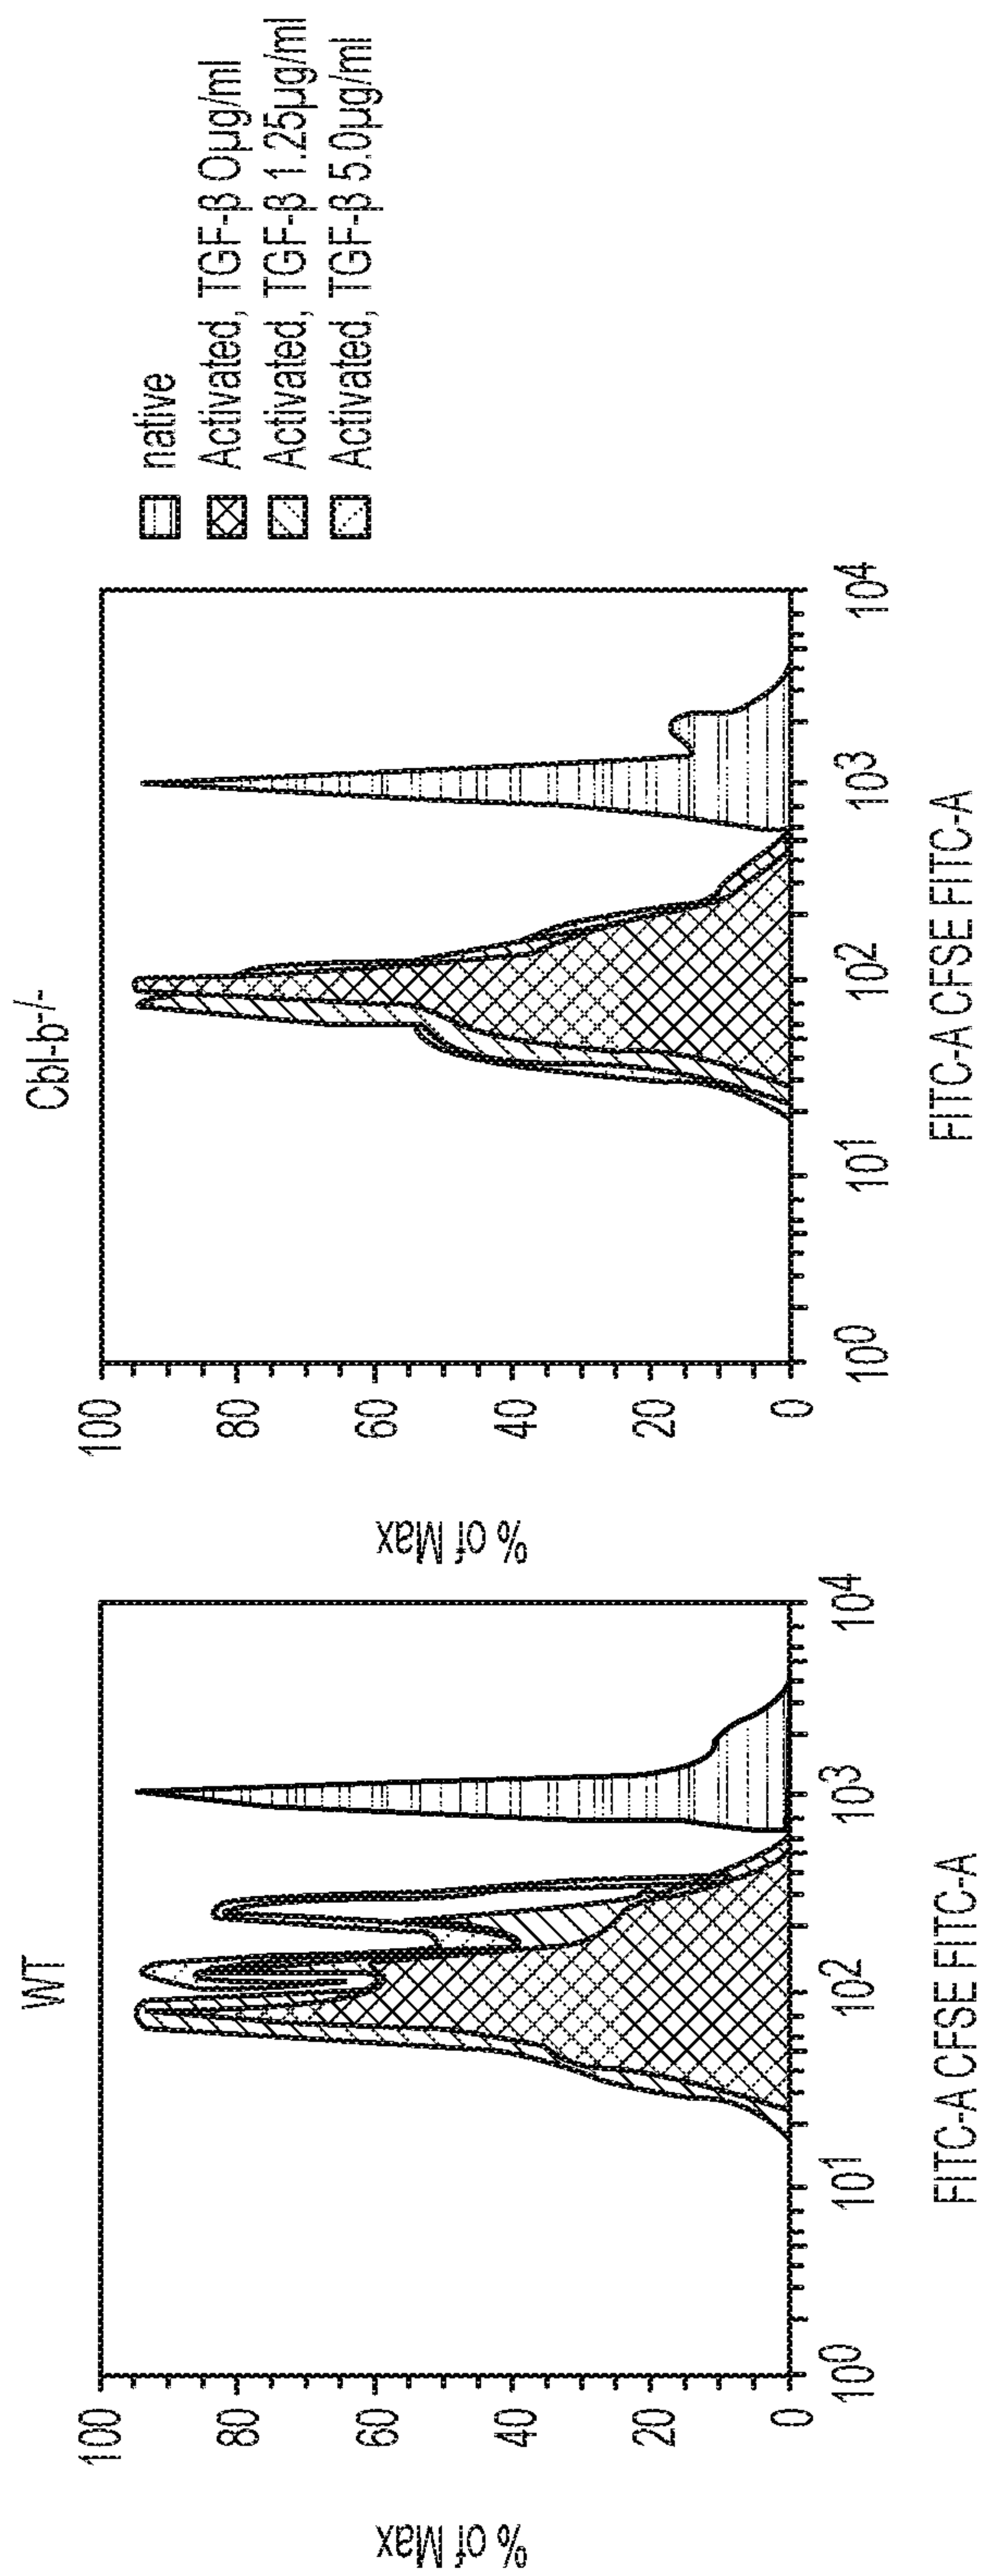 WT
% of Max
100
80
60
40
20
0
10⁰
10¹
10²
10³
10⁴
FITC-A CFSE FITC-A
Cbl-b-/-
% of Max
100
80
60
40
20
0
10⁰
10¹
10²
10³
10⁴
FITC-A CFSE FITC-A
native
Activated, TGF-β 0µg/ml
Activated, TGF-β 1.25µg/ml
Activated, TGF-β 5.0µg/ml